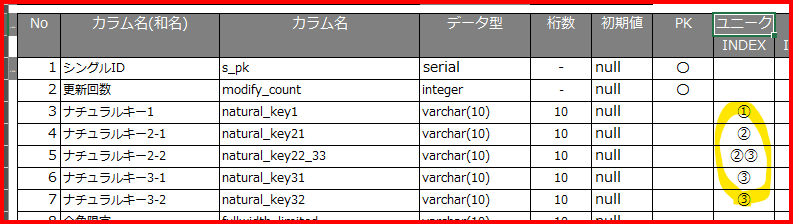 No カラム名(和名) カラム名 データ型 桁数 初期値 PK ユニーク
INDEX
1 シングルID s_pk serial - null 〇
2 更新回数 modify_count integer - null 〇
3 ナチュラルキー1 natural_key1 varchar(10) 10 null ①
4 ナチュラルキー2-1 natural_key21 varchar(10) 10 null ②
5 ナチュラルキー2-2 natural_key22_33 varchar(10) 10 null ②③
6 ナチュラルキー3-1 natural_key31 varchar(10) 10 null ③
7 ナチュラルキー3-2 natural_key32 varchar(10) 10 null ③